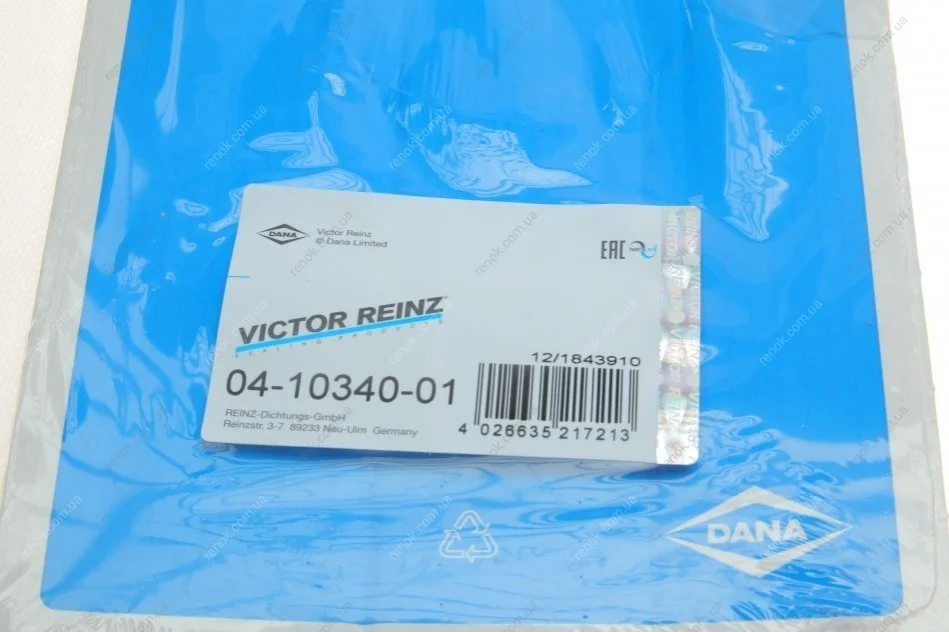 DANA
Victor Reinz
© Dana Limited
EAC
VICTOR REINZ
SEALING PRODUCTS
12/1843910
04-10340-01
REINZ-Dichtungs-GmbH
Reinzstr. 3-7 89233 Neu-Ulm Germany
4 026635 217213
DANA
renok.com.ua